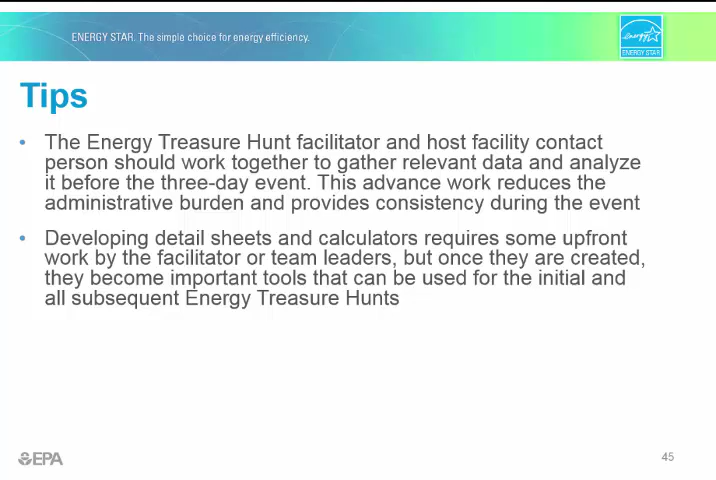 ENERGY STAR. The simple choice for energy efficiency.
energy
ENERGY STAR
Tips
• The Energy Treasure Hunt facilitator and host facility contact
person should work together to gather relevant data and analyze
it before the three-day event. This advance work reduces the
administrative burden and provides consistency during the event
• Developing detail sheets and calculators requires some upfront
work by the facilitator or team leaders, but once they are created,
they become important tools that can be used for the initial and
all subsequent Energy Treasure Hunts
EPA
45